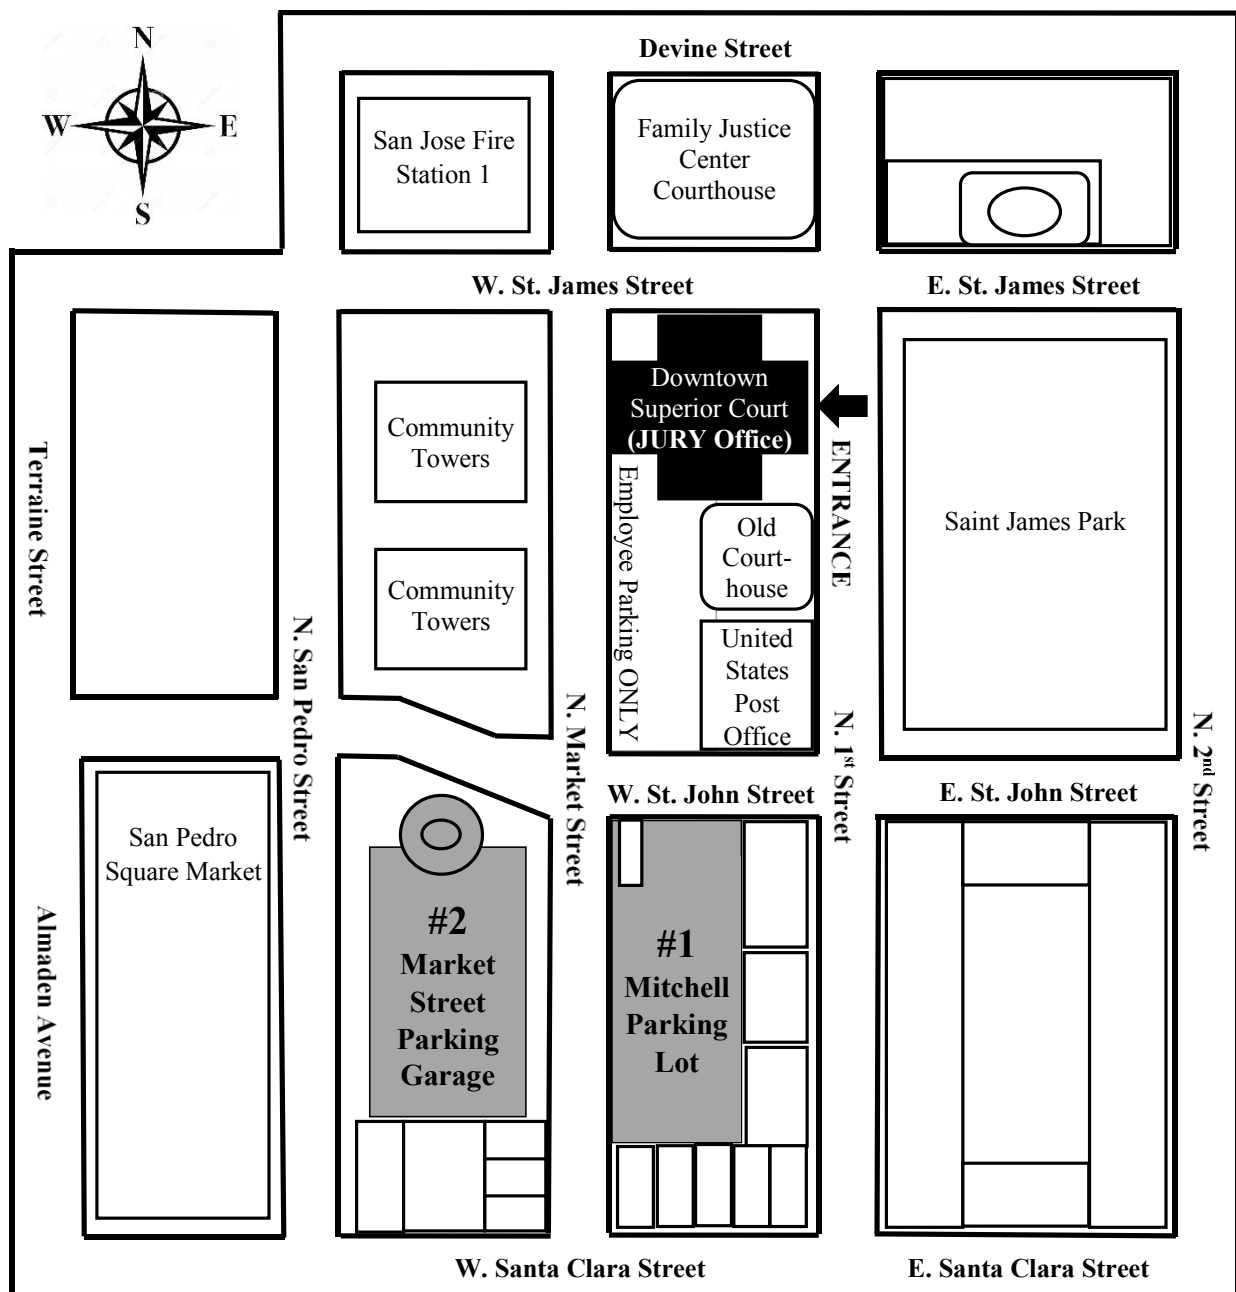 N
W E
S
Devine Street
San Jose Fire
Station 1
Family Justice
Center
Courthouse
W. St. James Street
E. St. James Street
Terraine Street
Community
Towers
Community
Towers
Downtown
Superior Court
(JURY Office)
ENTRANCE
Employee Parking ONLY
Old
Court-
house
United
States
Post
Office
Saint James Park
N. San Pedro Street
N. Market Street
N. 1st Street
N. 2nd Street
W. St. John Street
E. St. John Street
San Pedro
Square Market
Almaden Avenue
#2
Market
Street
Parking
Garage
#1
Mitchell
Parking
Lot
W. Santa Clara Street
E. Santa Clara Street